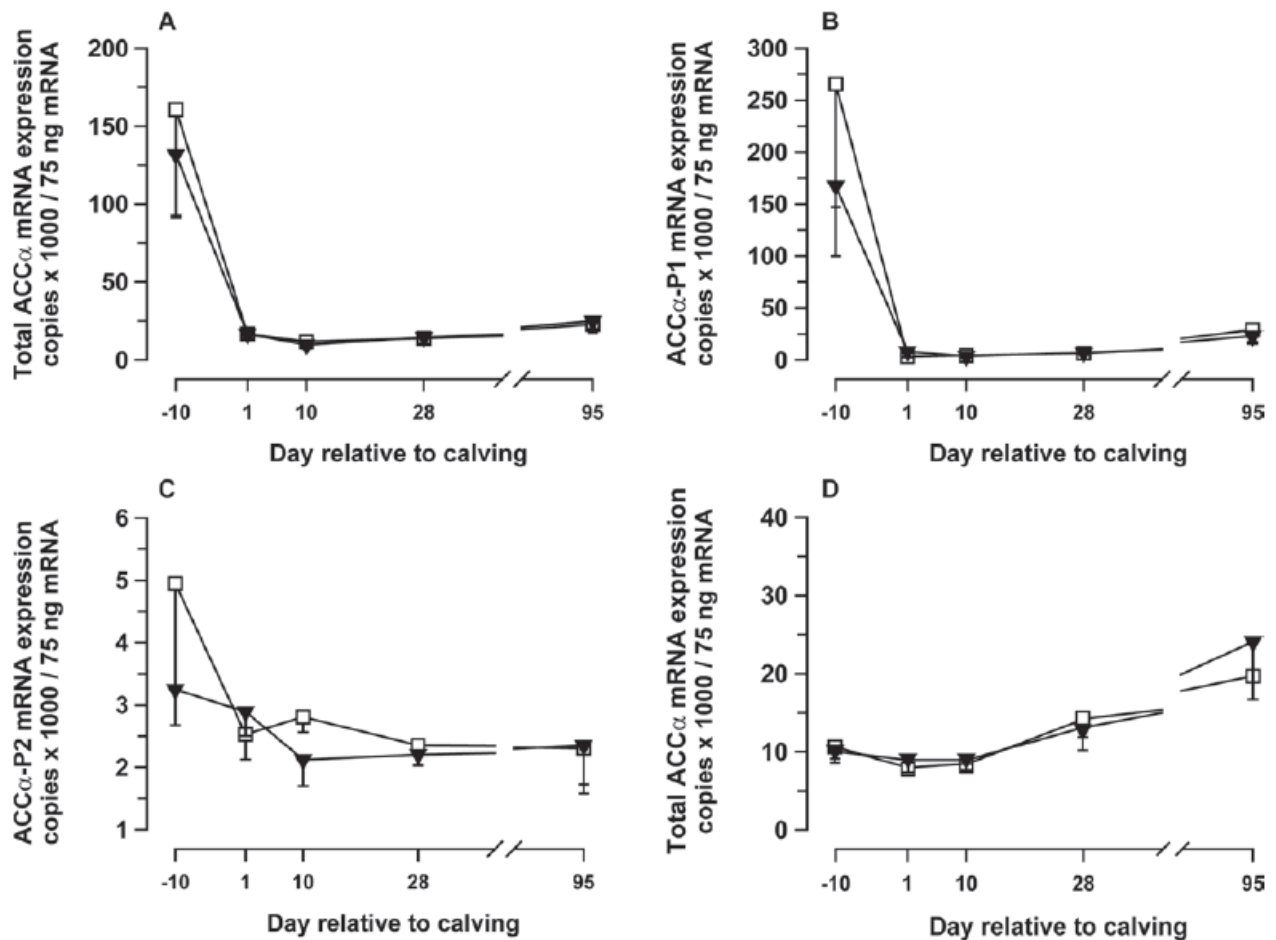 A
Total ACCα mRNA expression
copies x 1000 / 75 ng mRNA
200
150
100
50
0
-10 1 10 28 95
Day relative to calving
B
ACCα-P1 mRNA expression
copies x 1000 / 75 ng mRNA
300
250
200
150
100
50
0
-10 1 10 28 95
Day relative to calving
C
ACCα-P2 mRNA expression
copies x 1000 / 75 ng mRNA
6
5
4
3
2
1
-10 1 10 28 95
Day relative to calving
D
Total ACCα mRNA expression
copies x 1000 / 75 ng mRNA
40
30
20
10
0
-10 1 10 28 95
Day relative to calving